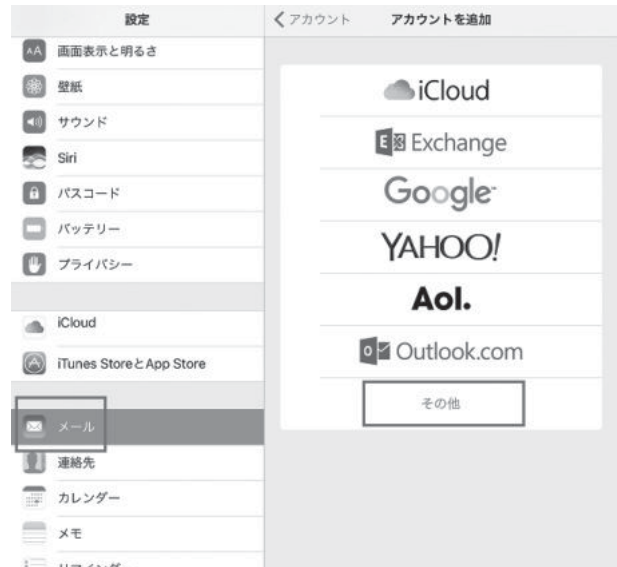 設定
画面表示と明るさ
壁紙
サウンド
Siri
パスコード
バッテリー
プライバシー
iCloud
iTunes StoreとApp Store
メール
連絡先
カレンダー
メモ
アカウント
アカウントを追加
iCloud
Exchange
Google
YAHOO!
Aol.
Outlook.com
その他